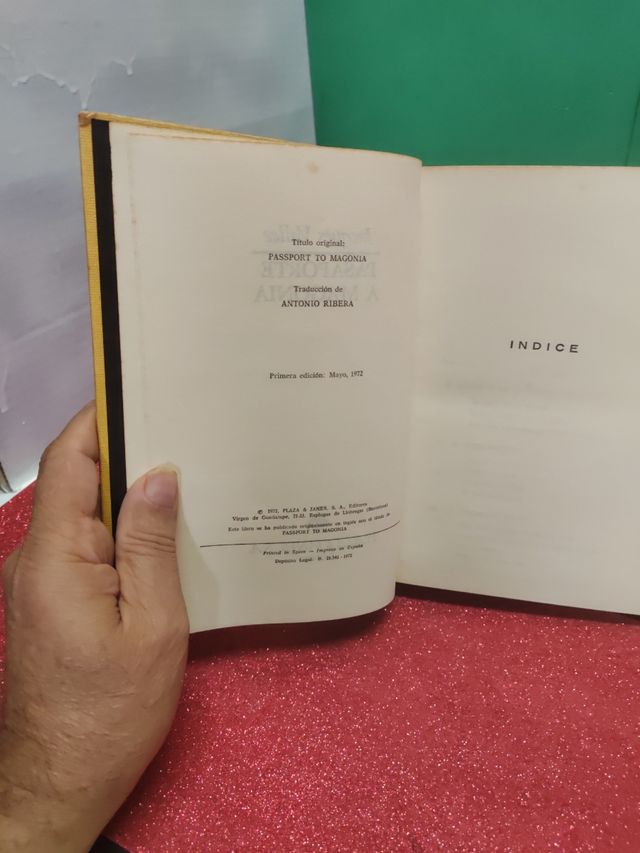 Título original:
PASSPORT TO MAGONIA
Traducción de
ANTONIO RIBERA
Primera edición: Mayo, 1972
© 1972, PLAZA & JANES, S. A., Editores
Virgen de Guadalupe, 21-33. Esplugas de Llobregat (Barcelona)
Este libro se ha publicado originalmente en inglés con el título de
PASSPORT TO MAGONIA
Printed in Spain — Impreso en España
Depósito Legal: B. 1972
INDICE